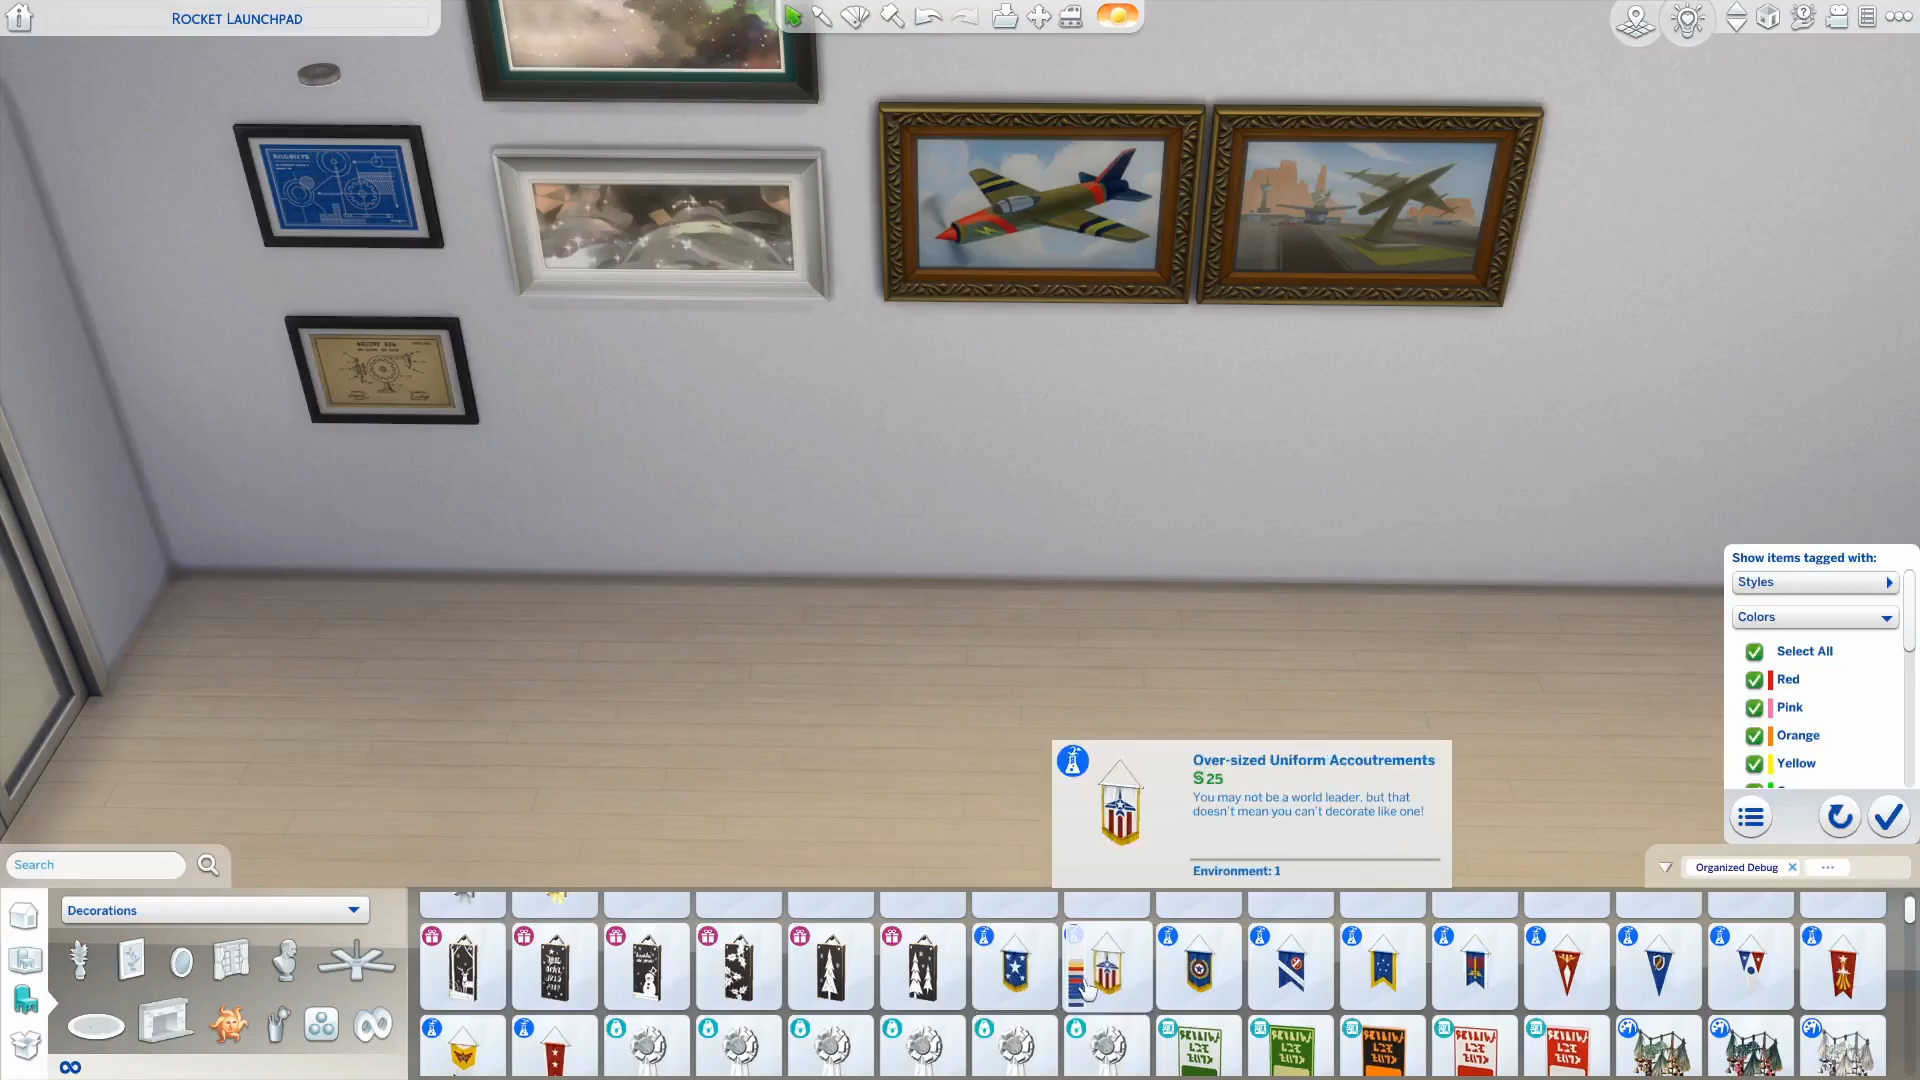 Rocket Launchpad
Show items tagged with:
Styles
Colors
Select All
Red
Pink
Orange
Yellow
Over-sized Uniform Accoutrements
§25
You may not be a world leader, but that
doesn't mean you can't decorate like one!
Environment: 1
Search
Organized Debug
Decorations